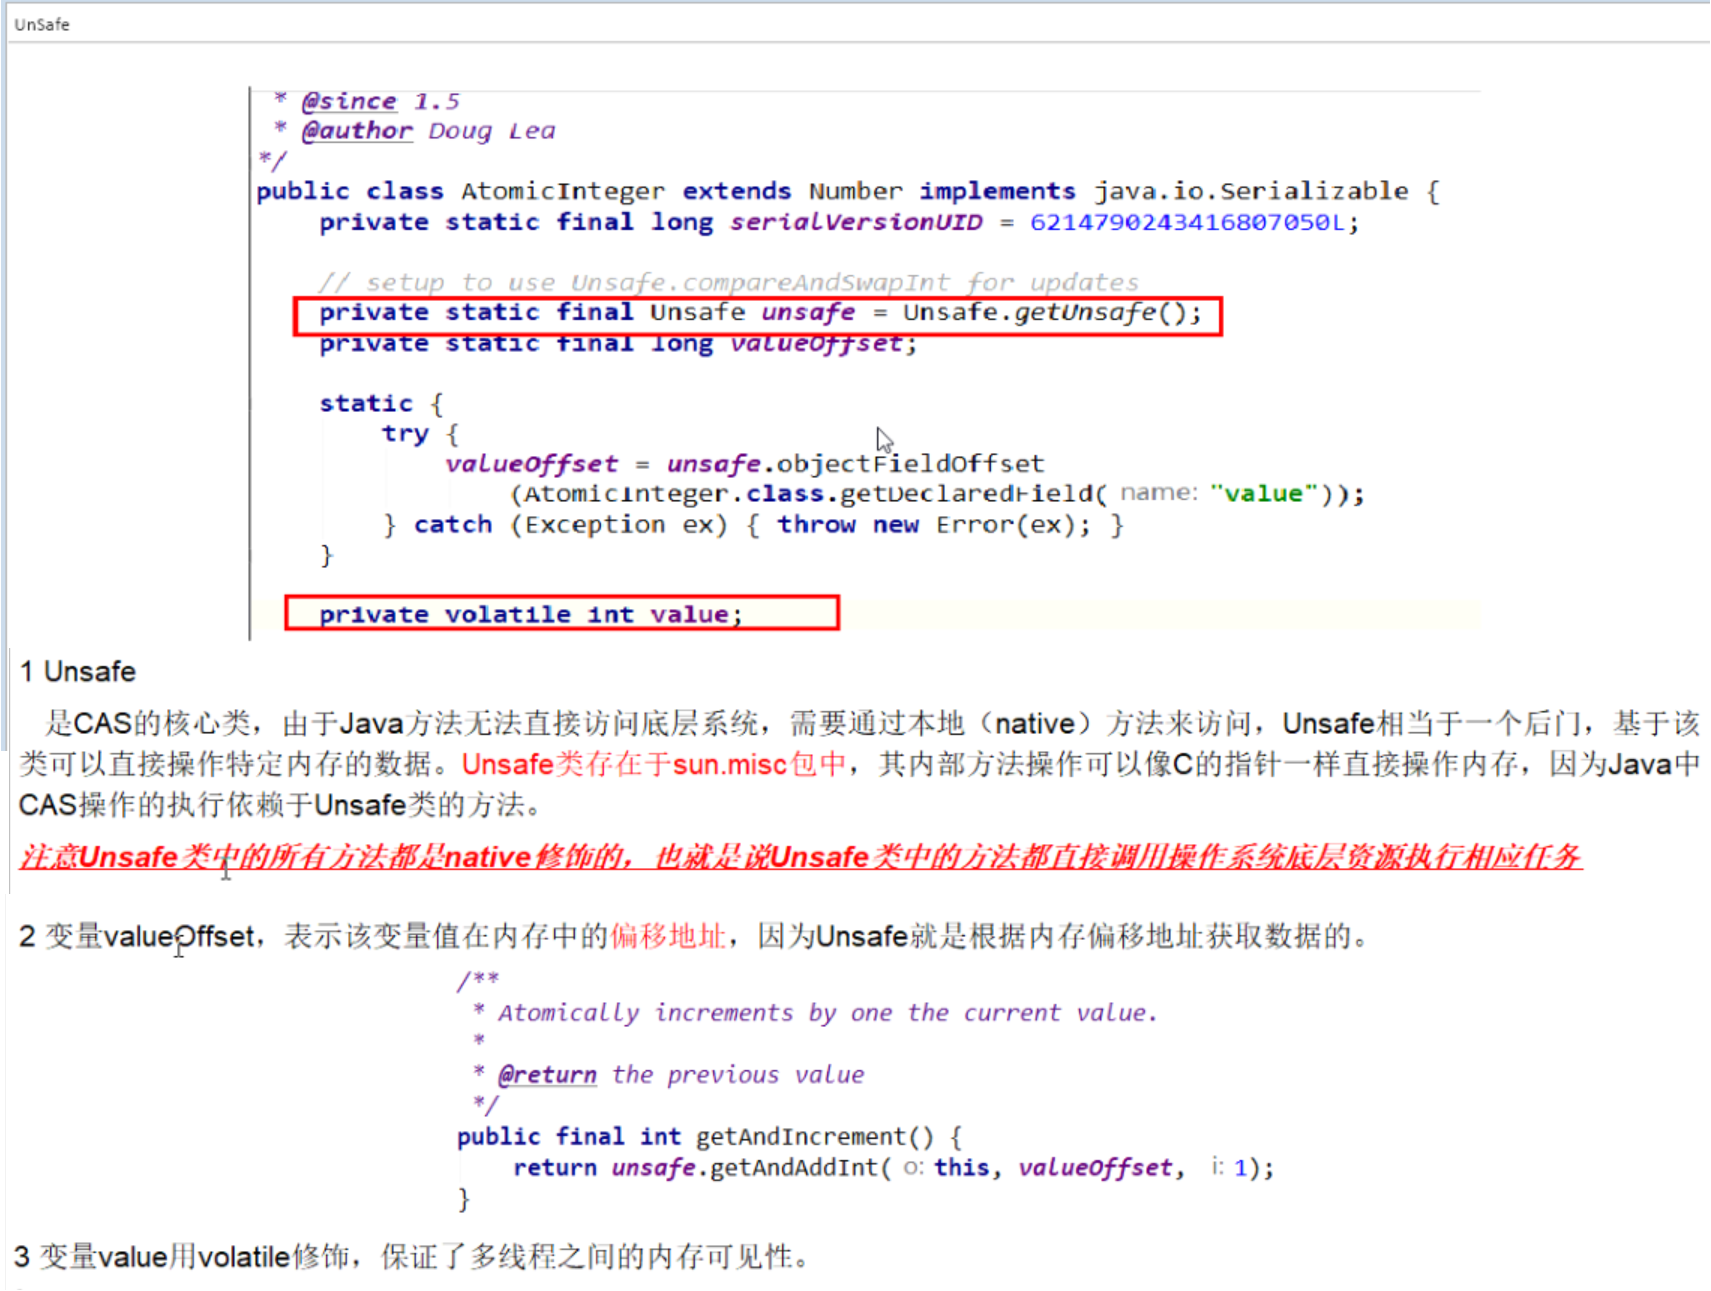 UnSafe
* @since 1.5
* @author Doug Lea
*/
public class AtomicInteger extends Number implements java.io.Serializable {
private static final long serialVersionUID = 6214790243416807050L;
// setup to use Unsafe.compareAndSwapInt for updates
private static final Unsafe unsafe = Unsafe.getUnsafe();
private static final long valueOffset;
static {
try {
valueOffset = unsafe.objectFieldOffset
(AtomicInteger.class.getDeclaredField( name: "value"));
} catch (Exception ex) { throw new Error(ex); }
}
private volatile int value;
1 Unsafe
是CAS的核心类，由于Java方法无法直接访问底层系统，需要通过本地（native）方法来访问，Unsafe相当于一个后门，基于该
类可以直接操作特定内存的数据。Unsafe类存在于sun.misc包中，其内部方法操作可以像C的指针一样直接操作内存，因为Java中
CAS操作的执行依赖于Unsafe类的方法。
注意Unsafe类中的所有方法都是native修饰的，也就是说Unsafe类中的方法都直接调用操作系统底层资源执行相应任务
2 变量valueOffset，表示该变量值在内存中的偏移地址，因为Unsafe就是根据内存偏移地址获取数据的。
/**
* Atomically increments by one the current value.
*
* @return the previous value
*/
public final int getAndIncrement() {
return unsafe.getAndAddInt( o: this, valueOffset, i: 1);
}
3 变量value用volatile修饰，保证了多线程之间的内存可见性。